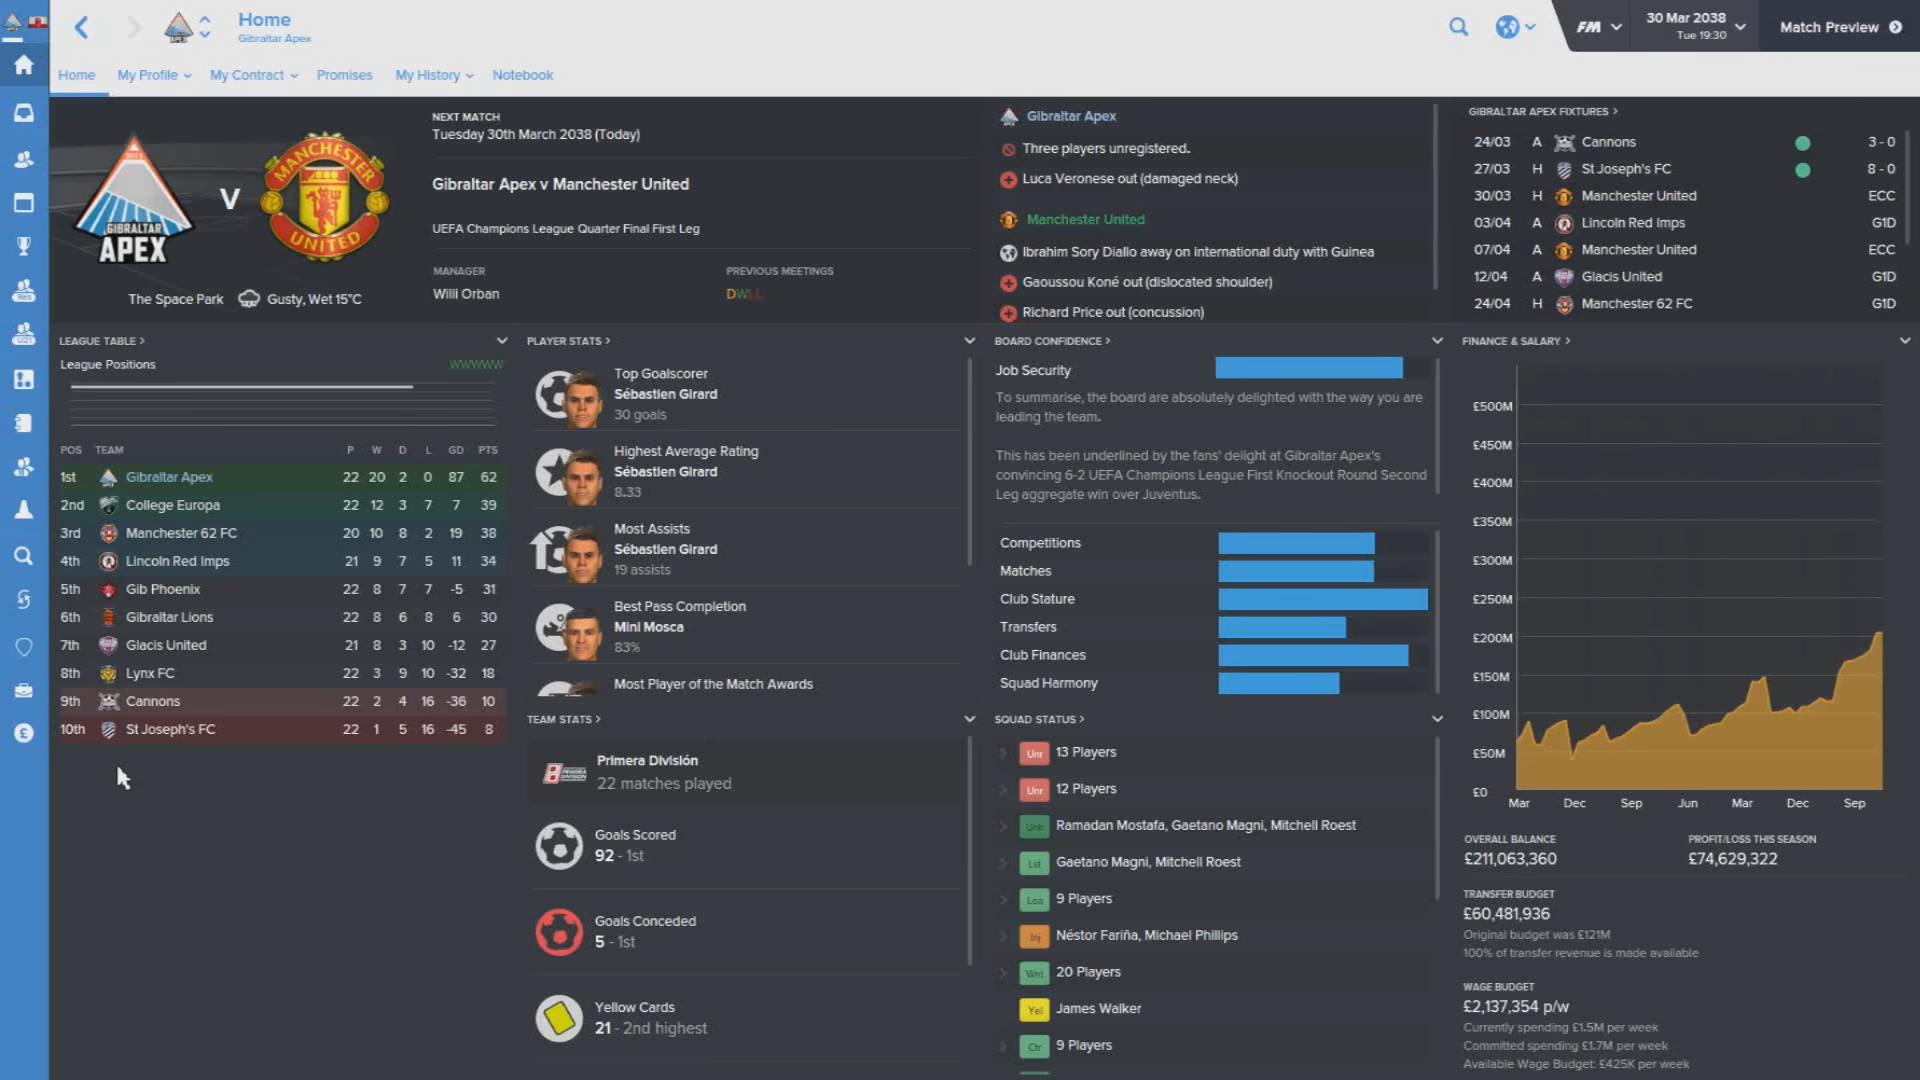 Home
Gibraltar Apex
FM
30 Mar 2038
Tue 19:30
Match Preview
Home
My Profile
My Contract
Promises
My History
Notebook
GIBRALTAR
APEX
V
MANCHESTER
UNITED
The Space Park
Gusty, Wet 15°C
NEXT MATCH
Tuesday 30th March 2038 (Today)
Gibraltar Apex v Manchester United
UEFA Champions League Quarter Final First Leg
MANAGER
Willi Orban
PREVIOUS MEETINGS
DWLL
Gibraltar Apex
Three players unregistered.
Luca Veronese out (damaged neck)
Manchester United
Ibrahim Sory Diallo away on international duty with Guinea
Gaoussou Koné out (dislocated shoulder)
Richard Price out (concussion)
GIBRALTAR APEX FIXTURES >
24/03 A Cannons 3 - 0
27/03 H St Joseph's FC 8 - 0
30/03 H Manchester United ECC
03/04 A Lincoln Red Imps G1D
07/04 A Manchester United ECC
12/04 A Glacis United G1D
24/04 H Manchester 62 FC G1D
LEAGUE TABLE >
League Positions
WWWWW
POS TEAM P W D L GD PTS
1st Gibraltar Apex 22 20 2 0 87 62
2nd College Europa 22 12 3 7 7 39
3rd Manchester 62 FC 20 10 8 2 19 38
4th Lincoln Red Imps 21 9 7 5 11 34
5th Gib Phoenix 22 8 7 7 -5 31
6th Gibraltar Lions 22 8 6 8 6 30
7th Glacis United 21 8 3 10 -12 27
8th Lynx FC 22 3 9 10 -32 18
9th Cannons 22 2 4 16 -36 10
10th St Joseph's FC 22 1 5 16 -45 8
PLAYER STATS >
Top Goalscorer
Sébastien Girard
30 goals
Highest Average Rating
Sébastien Girard
8.33
Most Assists
Sébastien Girard
19 assists
Best Pass Completion
Mini Mosca
83%
Most Player of the Match Awards
TEAM STATS >
Primera División
22 matches played
Goals Scored
92 - 1st
Goals Conceded
5 - 1st
Yellow Cards
21 - 2nd highest
BOARD CONFIDENCE >
Job Security
To summarise, the board are absolutely delighted with the way you are
leading the team.
This has been underlined by the fans' delight at Gibraltar Apex's
convincing 6-2 UEFA Champions League First Knockout Round Second
Leg aggregate win over Juventus.
Competitions
Matches
Club Stature
Transfers
Club Finances
Squad Harmony
SQUAD STATUS >
Unr 13 Players
Unr 12 Players
Unh Ramadan Mostafa, Gaetano Magni, Mitchell Roest
Lst Gaetano Magni, Mitchell Roest
Loa 9 Players
Inj Néstor Fariña, Michael Phillips
Wnt 20 Players
Yel James Walker
Ctr 9 Players
FINANCE & SALARY >
£500M
£450M
£400M
£350M
£300M
£250M
£200M
£150M
£100M
£50M
£0
Mar Dec Sep Jun Mar Dec Sep
OVERALL BALANCE
£211,063,360
PROFIT/LOSS THIS SEASON
£74,629,322
TRANSFER BUDGET
£60,481,936
Original budget was £121M
100% of transfer revenue is made available
WAGE BUDGET
£2,137,354 p/w
Currently spending £1.5M per week
Committed spending £1.7M per week
Available Wage Budget: £425K per week